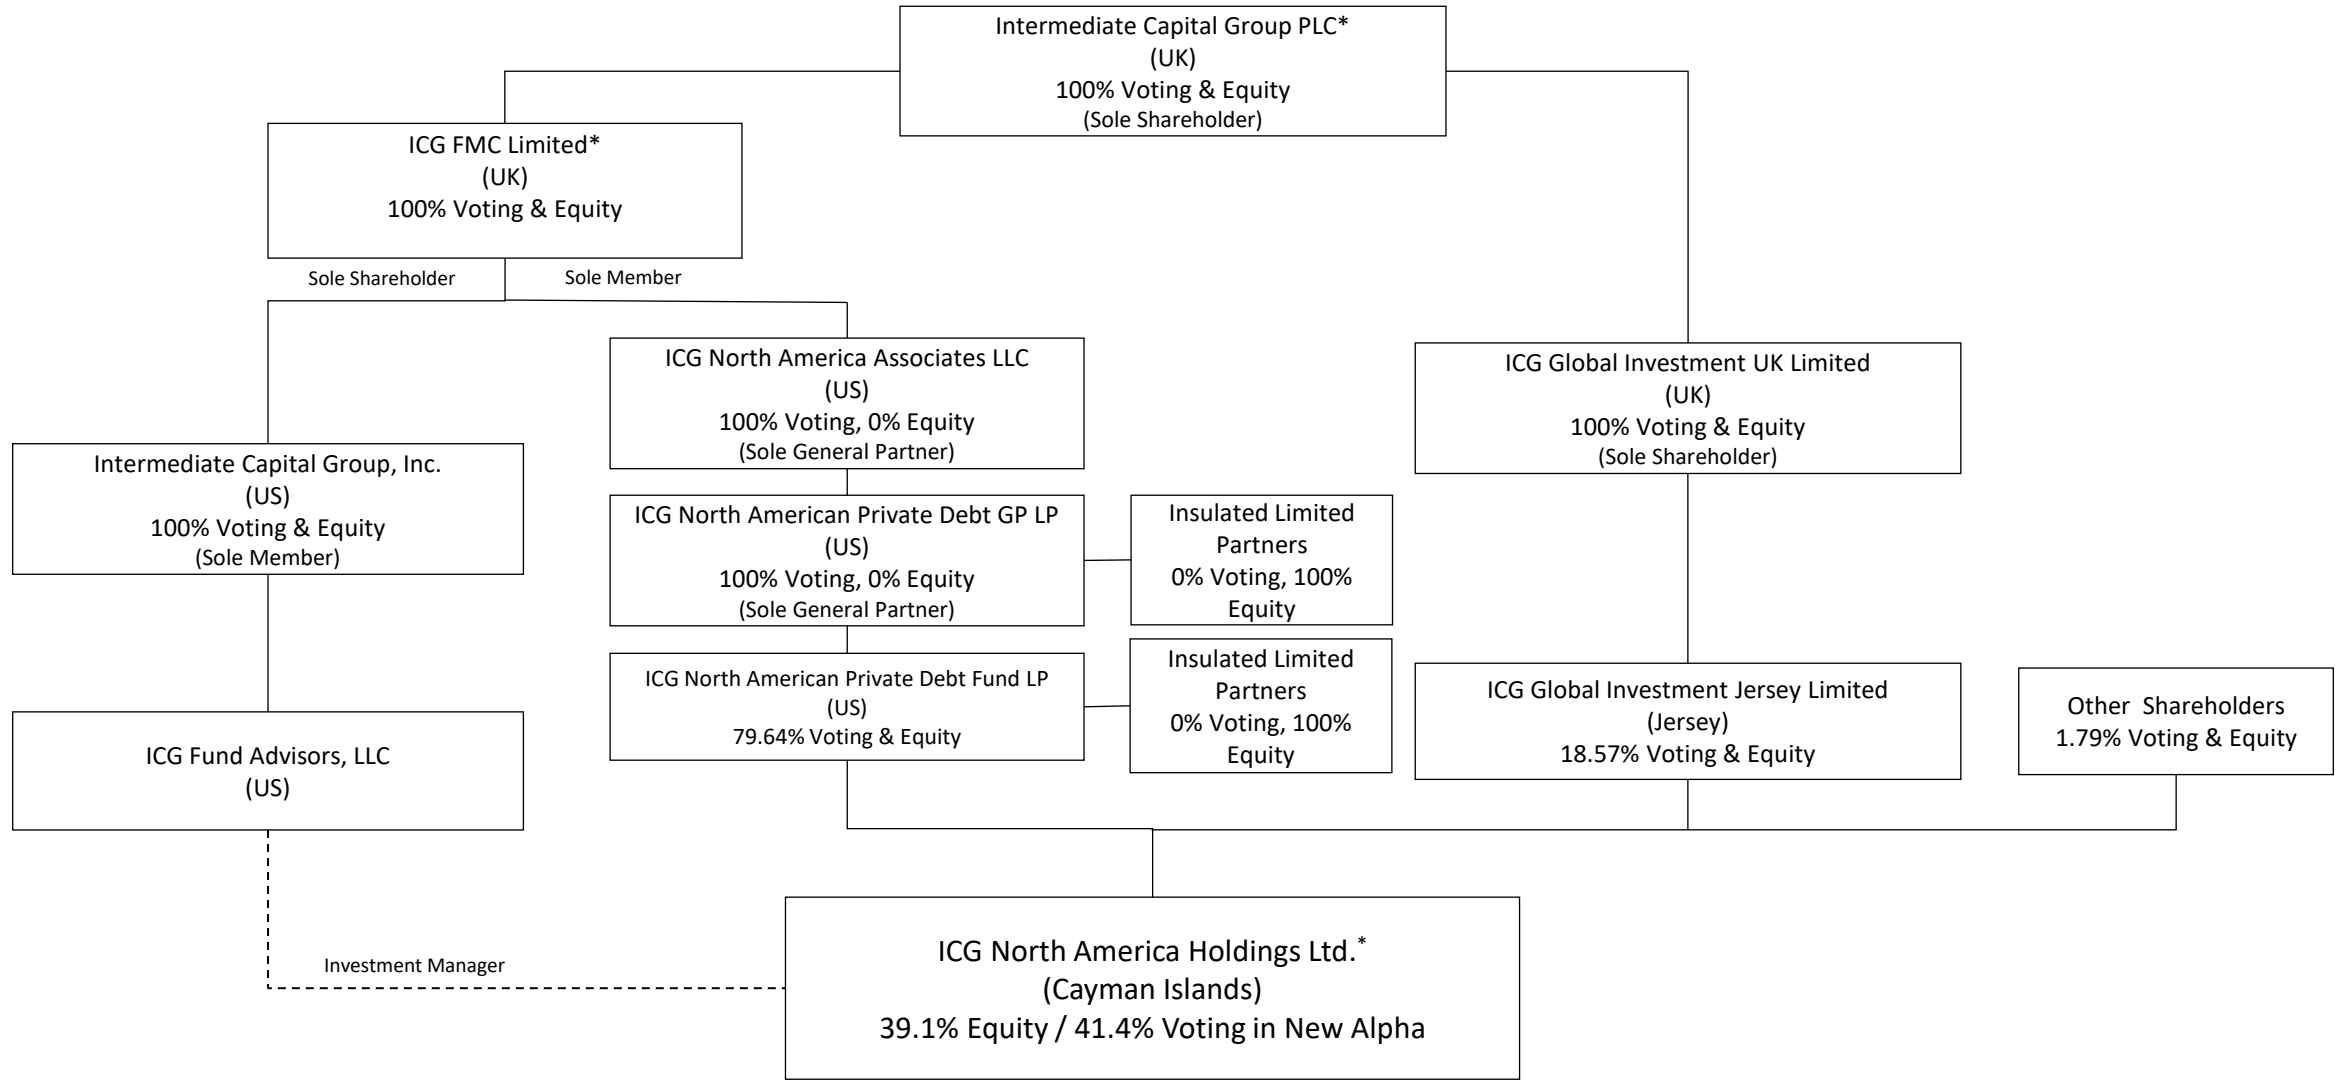 Intermediate Capital Group PLC*
(UK)
100% Voting & Equity
(Sole Shareholder)
ICG FMC Limited*
(UK)
100% Voting & Equity
Sole Shareholder
Sole Member
ICG North America Associates LLC
(US)
100% Voting, 0% Equity
(Sole General Partner)
ICG Global Investment UK Limited
(UK)
100% Voting & Equity
(Sole Shareholder)
Intermediate Capital Group, Inc.
(US)
100% Voting & Equity
(Sole Member)
ICG North American Private Debt GP LP
(US)
100% Voting, 0% Equity
(Sole General Partner)
Insulated Limited
Partners
0% Voting, 100%
Equity
ICG North American Private Debt Fund LP
(US)
79.64% Voting & Equity
Insulated Limited
Partners
0% Voting, 100%
Equity
ICG Global Investment Jersey Limited
(Jersey)
18.57% Voting & Equity
Other Shareholders
1.79% Voting & Equity
ICG Fund Advisors, LLC
(US)
Investment Manager
ICG North America Holdings Ltd.*
(Cayman Islands)
39.1% Equity / 41.4% Voting in New Alpha